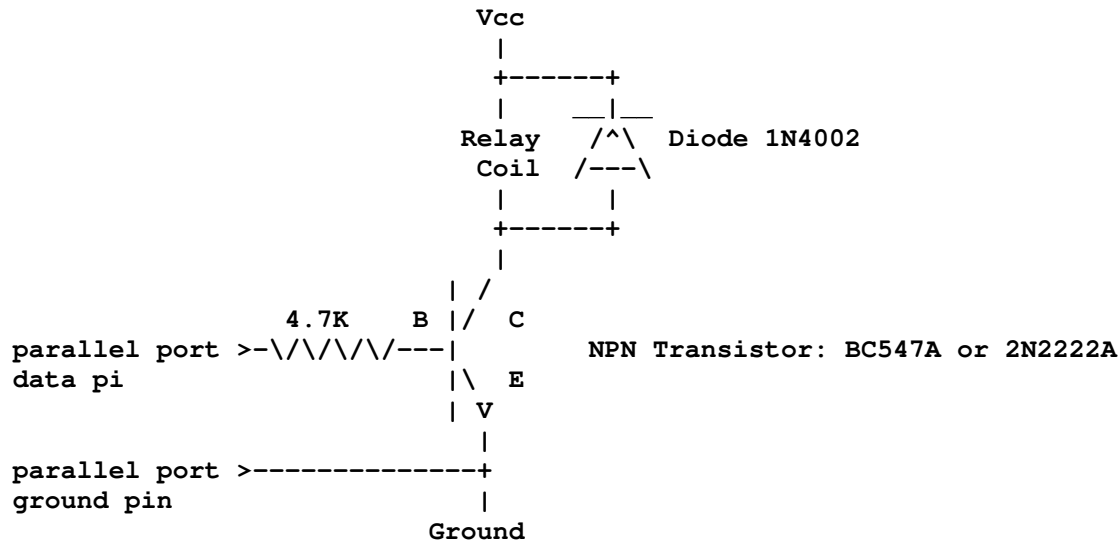 Vcc
Relay
Diode 1N4002
Coil
4.7K B C
parallel port
NPN Transistor: BC547A or 2N2222A
data pi
E
V
parallel port
ground pin
Ground